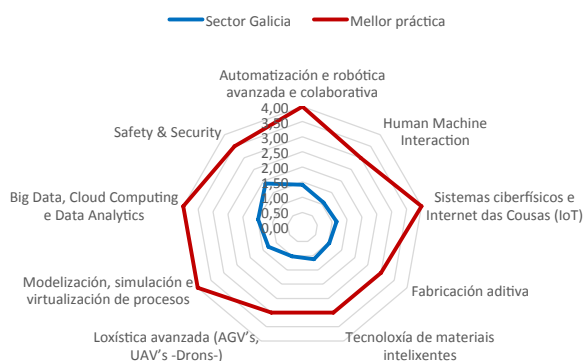 Sector Galicia
Mellor práctica
Automatización e robótica
avanzada e colaborativa
4,00
3,50
3,00
2,50
2,00
1,50
1,00
0,50
0,00
Human Machine
Interaction
Sistemas ciberfísicos e
Internet das Cousas (IoT)
Fabricación aditiva
Tecnoloxía de materiais
intelixentes
Loxística avanzada (AGV's,
UAV's -Drons-)
Modelización, simulación e
virtualización de procesos
Big Data, Cloud Computing
e Data Analytics
Safety & Security